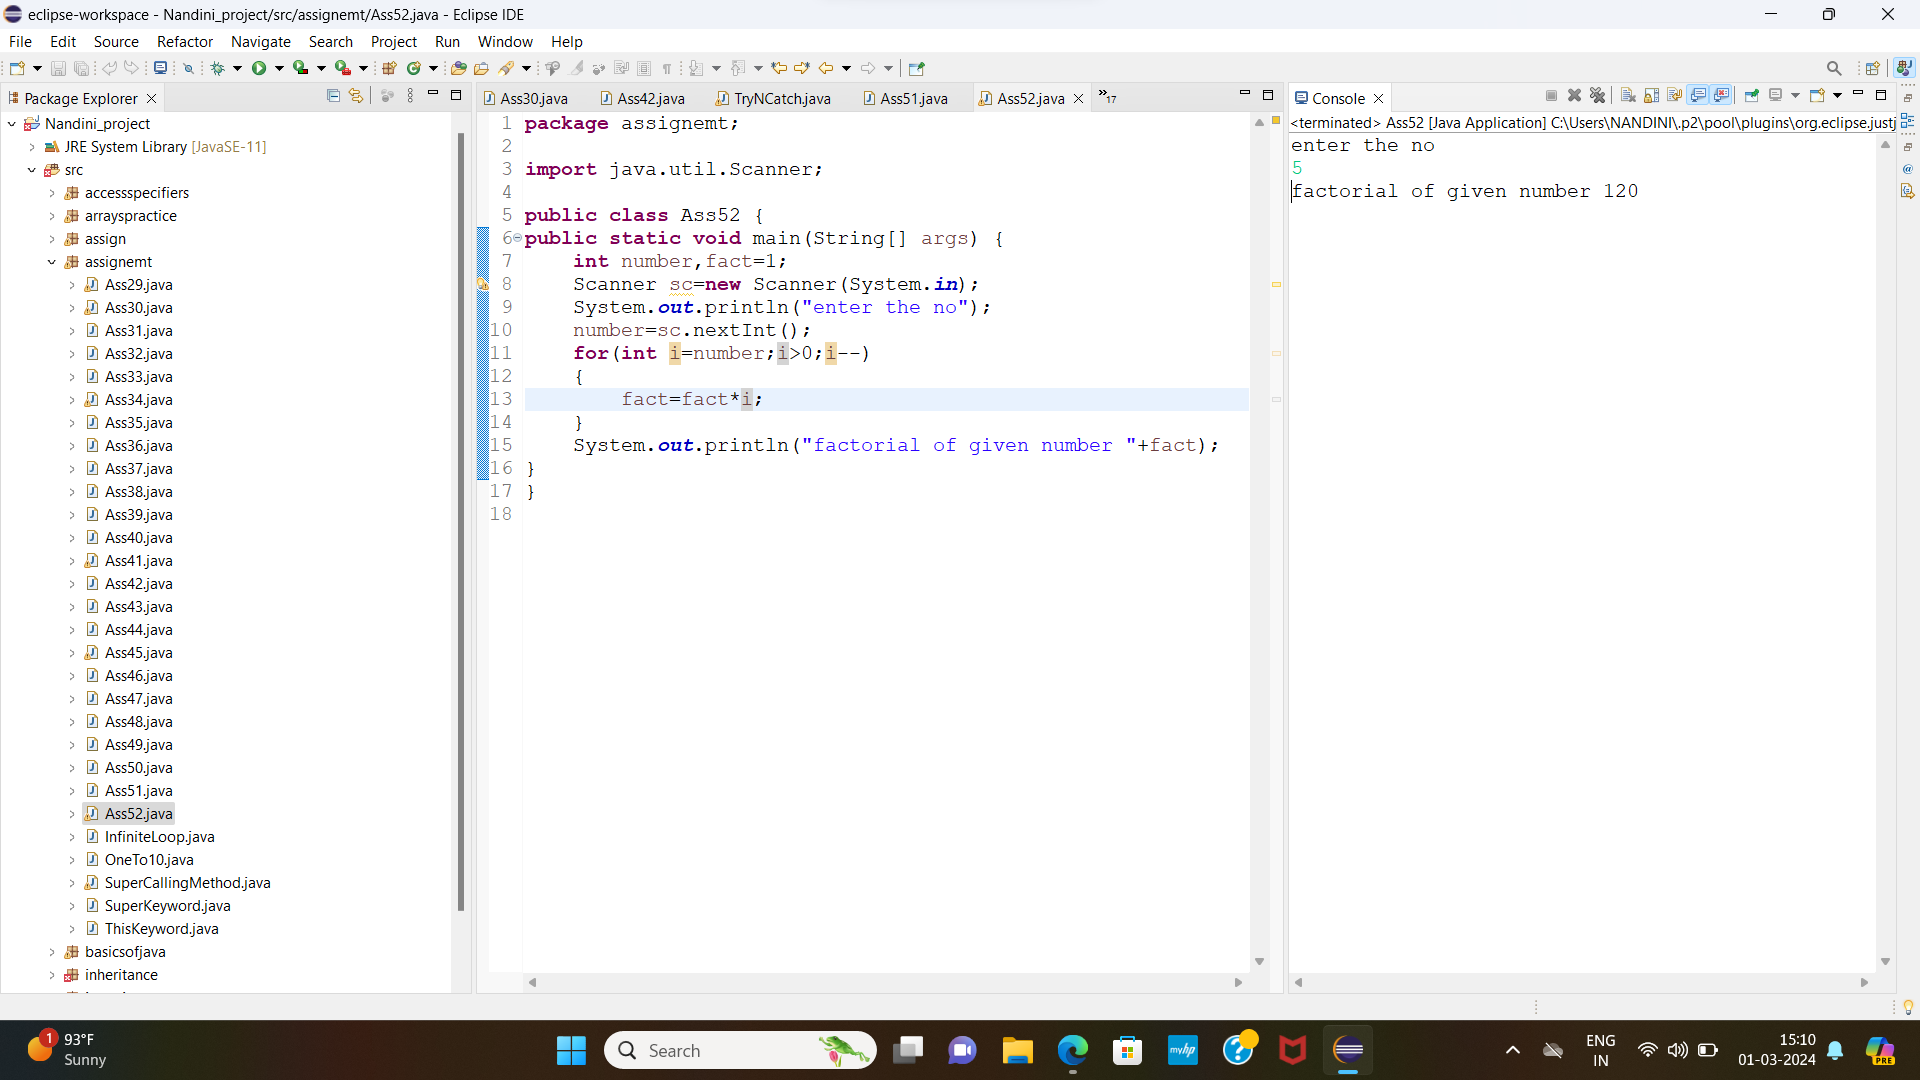 eclipse-workspace - Nandini_project/src/assignemt/Ass52.java - Eclipse IDE
File Edit Source Refactor Navigate Search Project Run Window Help
Package Explorer
Nandini_project
JRE System Library [JavaSE-11]
src
accessspecifiers
arrayspractice
assign
assignemt
Ass29.java
Ass30.java
Ass31.java
Ass32.java
Ass33.java
Ass34.java
Ass35.java
Ass36.java
Ass37.java
Ass38.java
Ass39.java
Ass40.java
Ass41.java
Ass42.java
Ass43.java
Ass44.java
Ass45.java
Ass46.java
Ass47.java
Ass48.java
Ass49.java
Ass50.java
Ass51.java
Ass52.java
InfiniteLoop.java
OneTo10.java
SuperCallingMethod.java
SuperKeyword.java
ThisKeyword.java
basicsofjava
inheritance
Ass30.java Ass42.java TryNCatch.java Ass51.java Ass52.java »17
1 package assignemt;
2
3 import java.util.Scanner;
4
5 public class Ass52 {
6 public static void main(String[] args) {
7 int number,fact=1;
8 Scanner sc=new Scanner(System.in);
9 System.out.println("enter the no");
10 number=sc.nextInt();
11 for(int i=number;i>0;i--)
12 {
13 fact=fact*i;
14 }
15 System.out.println("factorial of given number "+fact);
16 }
17 }
18
Console
<terminated> Ass52 [Java Application] C:\Users\NANDINI\.p2\pool\plugins\org.eclipse.justj
enter the no
5
factorial of given number 120
1
93°F
Sunny
Search
myhp
ENG
IN
15:10
01-03-2024
PRE